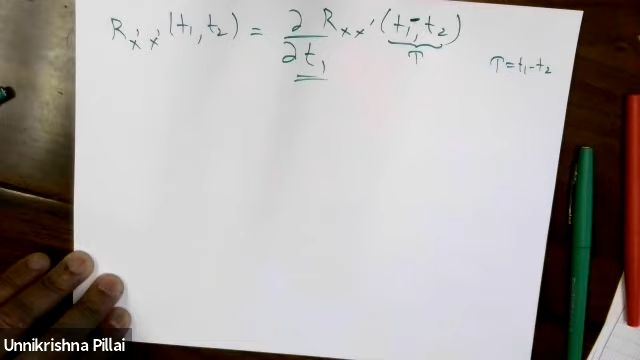 R_{x'x'}(t₁, t₂) = ∂/∂t₁ R_{xx'}(t₁ - t₂)
τ
τ = t₁ - t₂
Unnikrishna Pillai